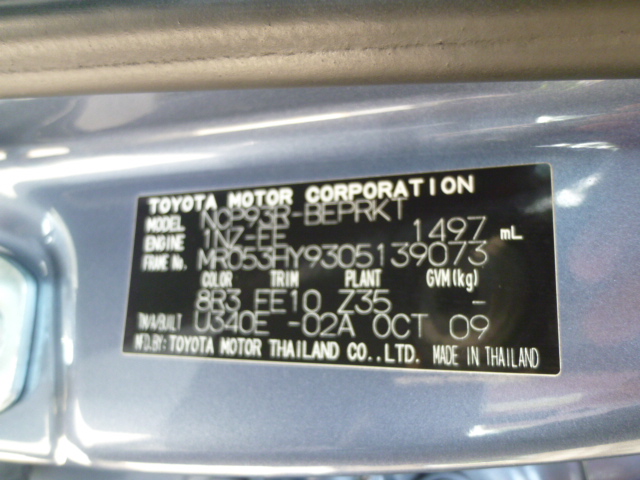 TOYOTA MOTOR CORPORATION
MODEL NCP93R-BEPRKT
ENGINE 1NZ-FE 1497 mL
FRAME No. MR053HY9305139073
COLOR TRIM PLANT GVM(kg)
8R3 FE10 Z35 -
TM/A/BUILT U340E -02A OCT 09
MFD.BY:TOYOTA MOTOR THAILAND CO.,LTD. MADE IN THAILAND